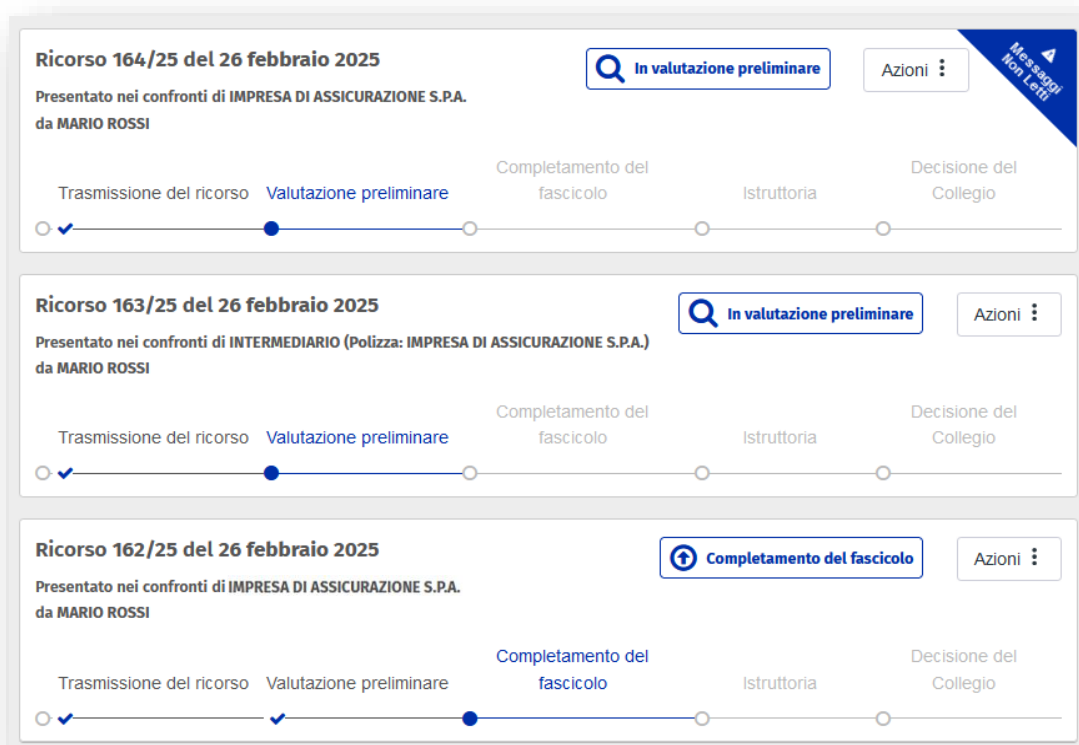 Ricorso 164/25 del 26 febbraio 2025
In valutazione preliminare
Azioni
Messaggi
Non Letti
Presentato nei confronti di IMPRESA DI ASSICURAZIONE S.P.A.
da MARIO ROSSI
Trasmissione del ricorso
Valutazione preliminare
Completamento del
fascicolo
Istruttoria
Decisione del
Collegio
Ricorso 163/25 del 26 febbraio 2025
In valutazione preliminare
Azioni
Presentato nei confronti di INTERMEDIARIO (Polizza: IMPRESA DI ASSICURAZIONE S.P.A.)
da MARIO ROSSI
Trasmissione del ricorso
Valutazione preliminare
Completamento del
fascicolo
Istruttoria
Decisione del
Collegio
Ricorso 162/25 del 26 febbraio 2025
Completamento del fascicolo
Azioni
Presentato nei confronti di IMPRESA DI ASSICURAZIONE S.P.A.
da MARIO ROSSI
Trasmissione del ricorso
Valutazione preliminare
Completamento del
fascicolo
Istruttoria
Decisione del
Collegio